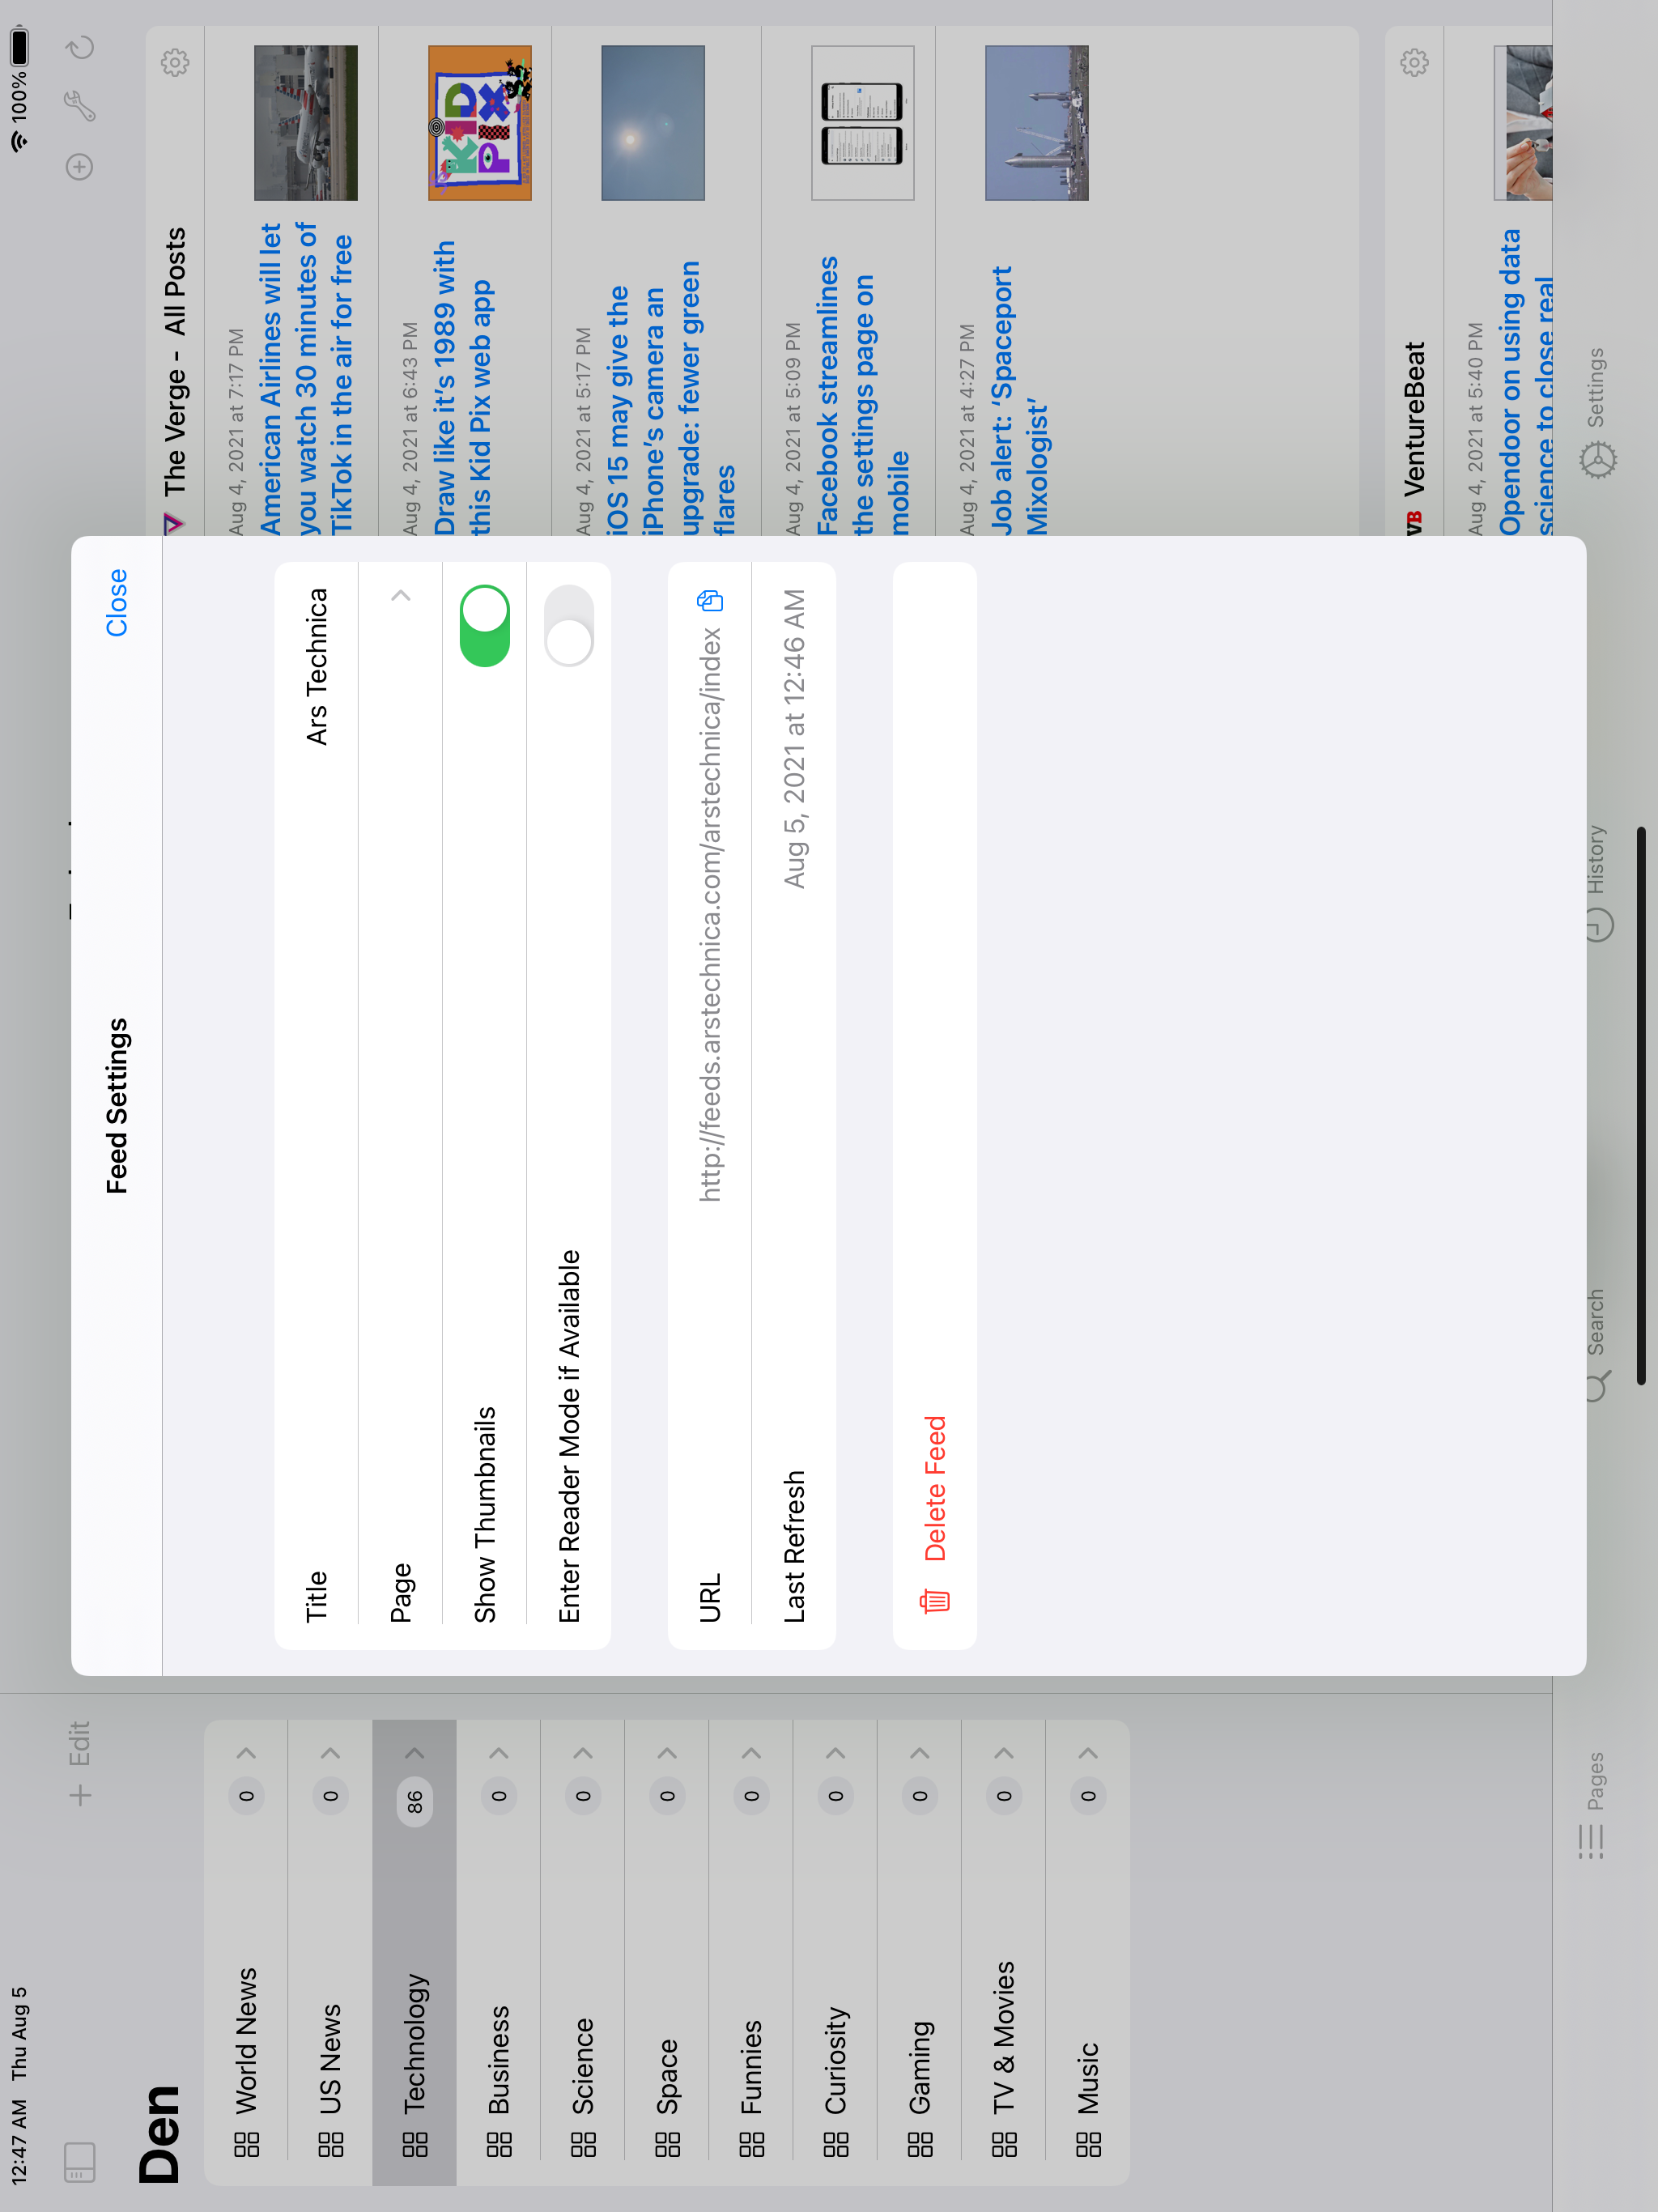 12:47 AM Thu Aug 5
100%
Edit
Den
World News 0
US News 0
Technology 86
Business 0
Science 0
Space 0
Funnies 0
Curiosity 0
Gaming 0
TV & Movies 0
Music 0
Feed Settings
Close
Title Ars Technica
Page
Show Thumbnails
Enter Reader Mode if Available
URL http://feeds.arstechnica.com/arstechnica/index
Last Refresh Aug 5, 2021 at 12:46 AM
Delete Feed
The Verge - All Posts
Aug 4, 2021 at 7:17 PM
American Airlines will let
you watch 30 minutes of
TikTok in the air for free
Aug 4, 2021 at 6:43 PM
Draw like it’s 1989 with
this Kid Pix web app
KID
PIX
Aug 4, 2021 at 5:17 PM
iOS 15 may give the
iPhone’s camera an
upgrade: fewer green
flares
Aug 4, 2021 at 5:09 PM
Facebook streamlines
the settings page on
mobile
Aug 4, 2021 at 4:27 PM
Job alert: ‘Spaceport
Mixologist’
VB VentureBeat
Aug 4, 2021 at 5:40 PM
Opendoor on using data
science to close real
Pages
Search
History
Settings